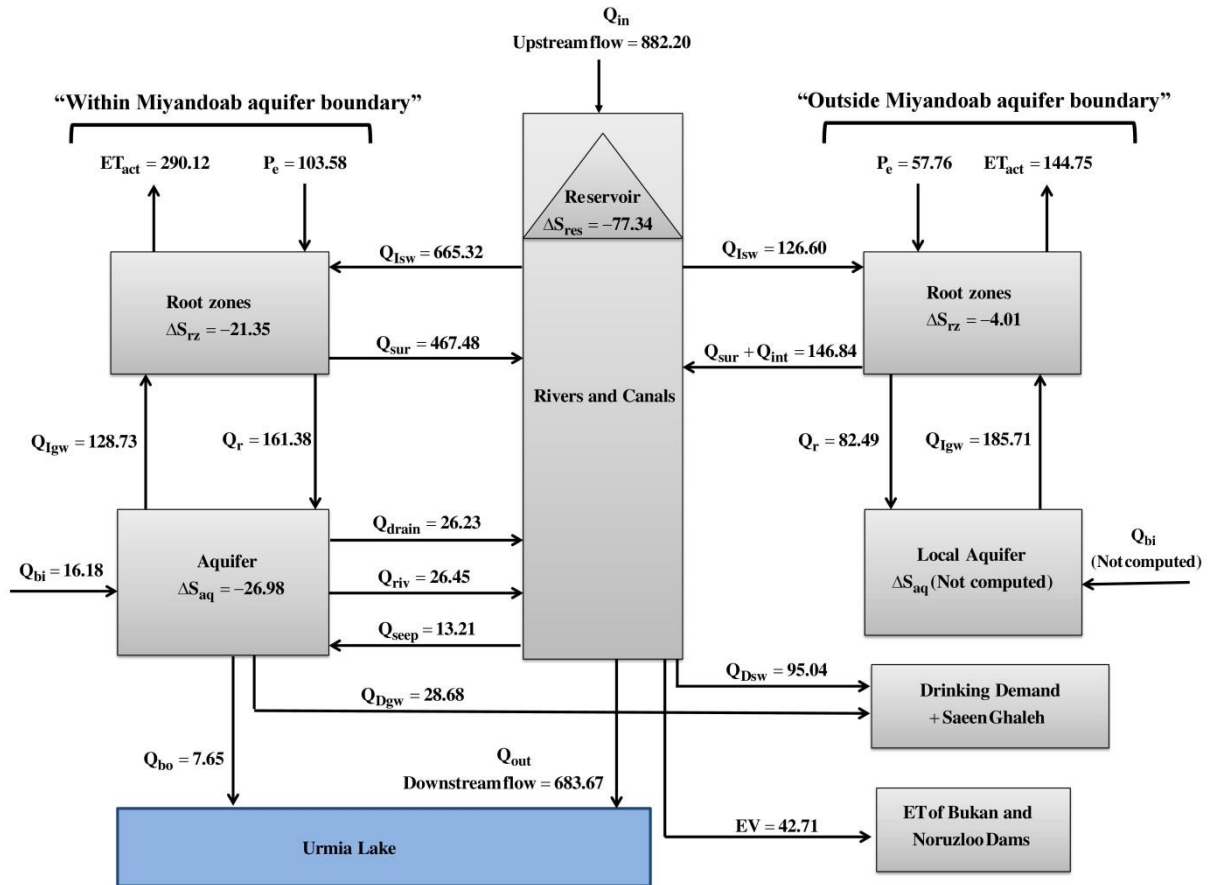 Q_in
Upstream flow = 882.20
“Within Miyandoab aquifer boundary”
“Outside Miyandoab aquifer boundary”
ET_act = 290.12
P_e = 103.58
P_e = 57.76
ET_act = 144.75
Reservoir
ΔS_res = −77.34
Q_Isw = 665.32
Q_Isw = 126.60
Root zones
ΔS_rz = −21.35
Root zones
ΔS_rz = −4.01
Q_sur = 467.48
Q_sur + Q_int = 146.84
Rivers and Canals
Q_Igw = 128.73
Q_r = 161.38
Q_r = 82.49
Q_Igw = 185.71
Q_drain = 26.23
Q_bi = 16.18
Aquifer
ΔS_aq = −26.98
Q_riv = 26.45
Q_seep = 13.21
Local Aquifer
ΔS_aq (Not computed)
Q_bi
(Not computed)
Q_Dsw = 95.04
Q_Dgw = 28.68
Drinking Demand
+ Saeen Ghaleh
Q_bo = 7.65
Q_out
Downstream flow = 683.67
EV = 42.71
ET of Bukan and
Noruzloo Dams
Urmia Lake